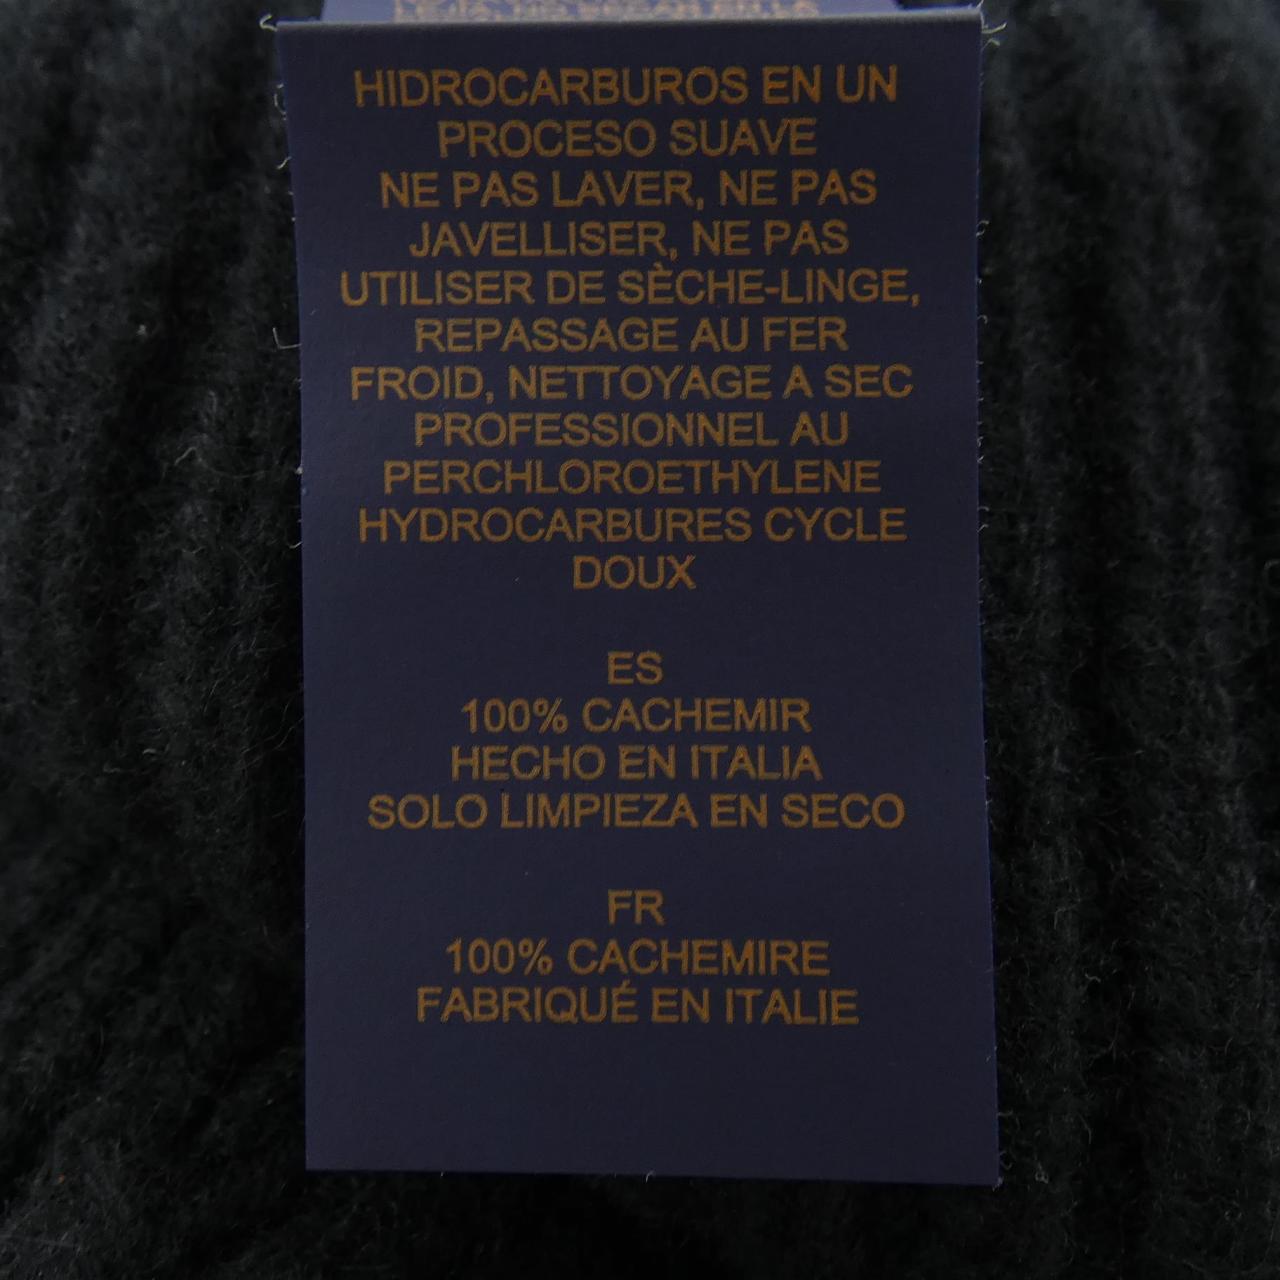 HIDROCARBUROS EN UN
PROCESO SUAVE
NE PAS LAVER, NE PAS
JAVELLISER, NE PAS
UTILISER DE SÈCHE-LINGE,
REPASSAGE AU FER
FROID, NETTOYAGE A SEC
PROFESSIONNEL AU
PERCHLOROETHYLENE
HYDROCARBURES CYCLE
DOUX
ES
100% CACHEMIR
HECHO EN ITALIA
SOLO LIMPIEZA EN SECO
FR
100% CACHEMIRE
FABRIQUÉ EN ITALIE